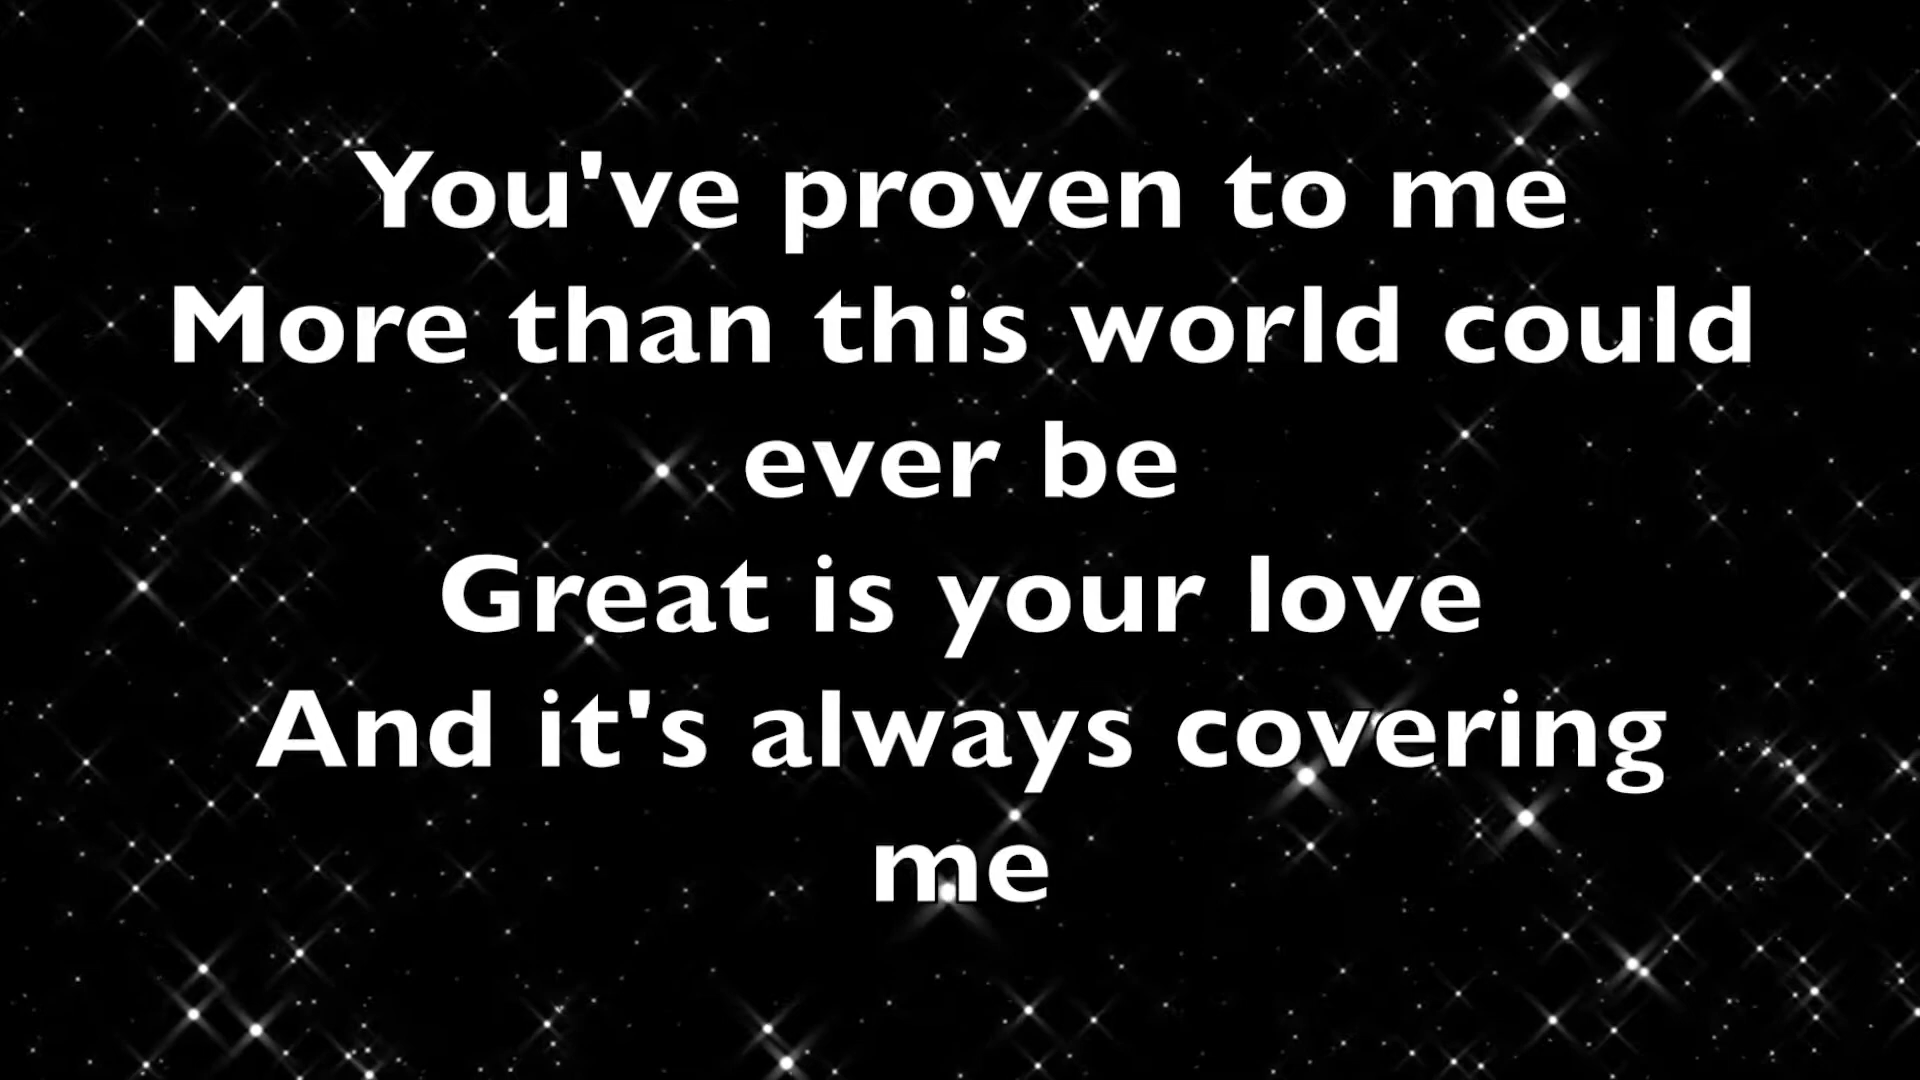 You've proven to me
More than this world could
ever be
Great is your love
And it's always covering
me